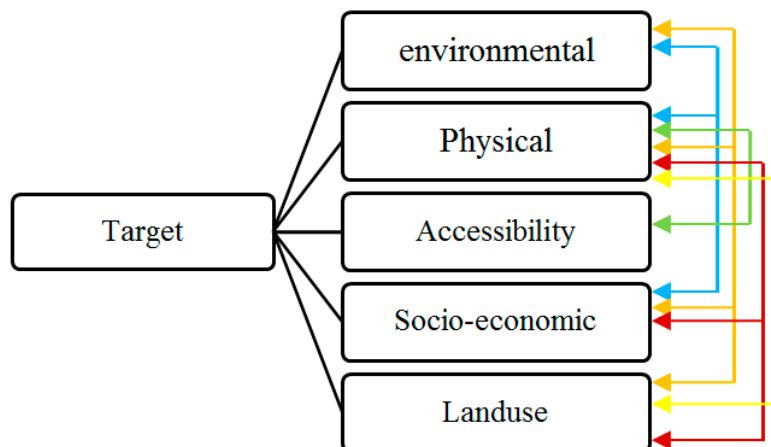 environmental
Physical
Target
Accessibility
Socio-economic
Landuse